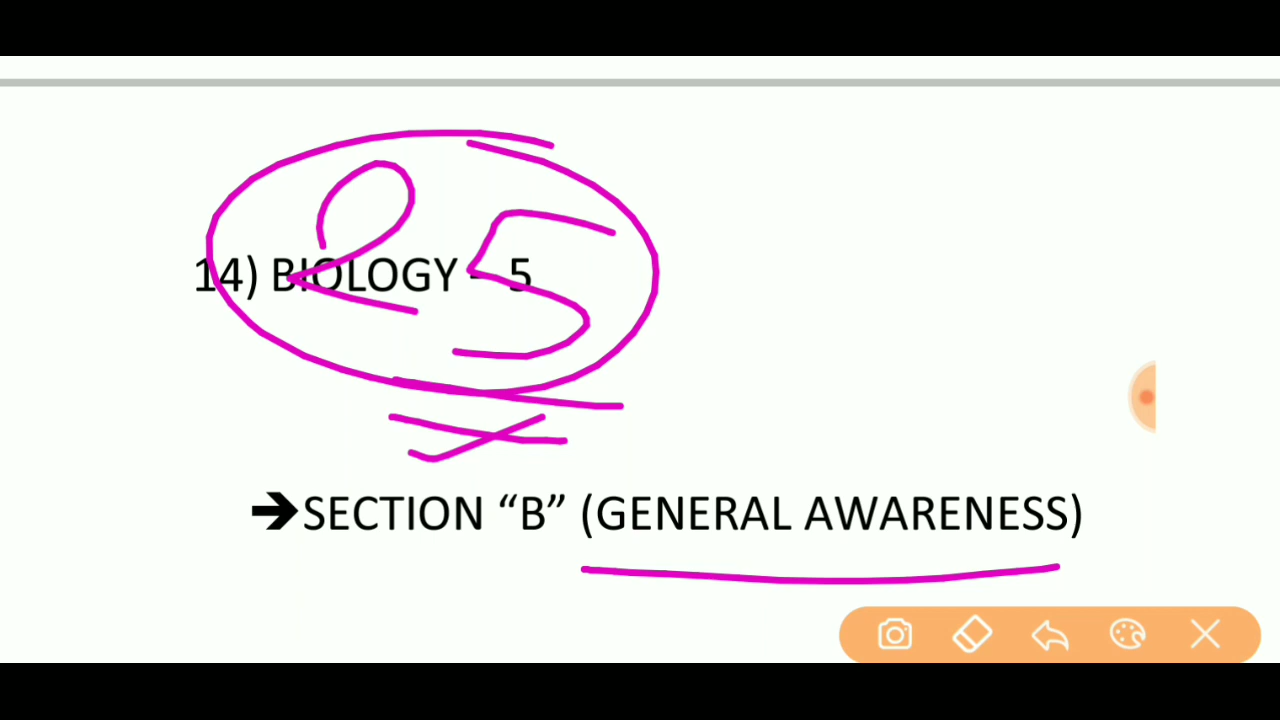 25
14) BIOLOGY - 5
➔SECTION “B” (GENERAL AWARENESS)